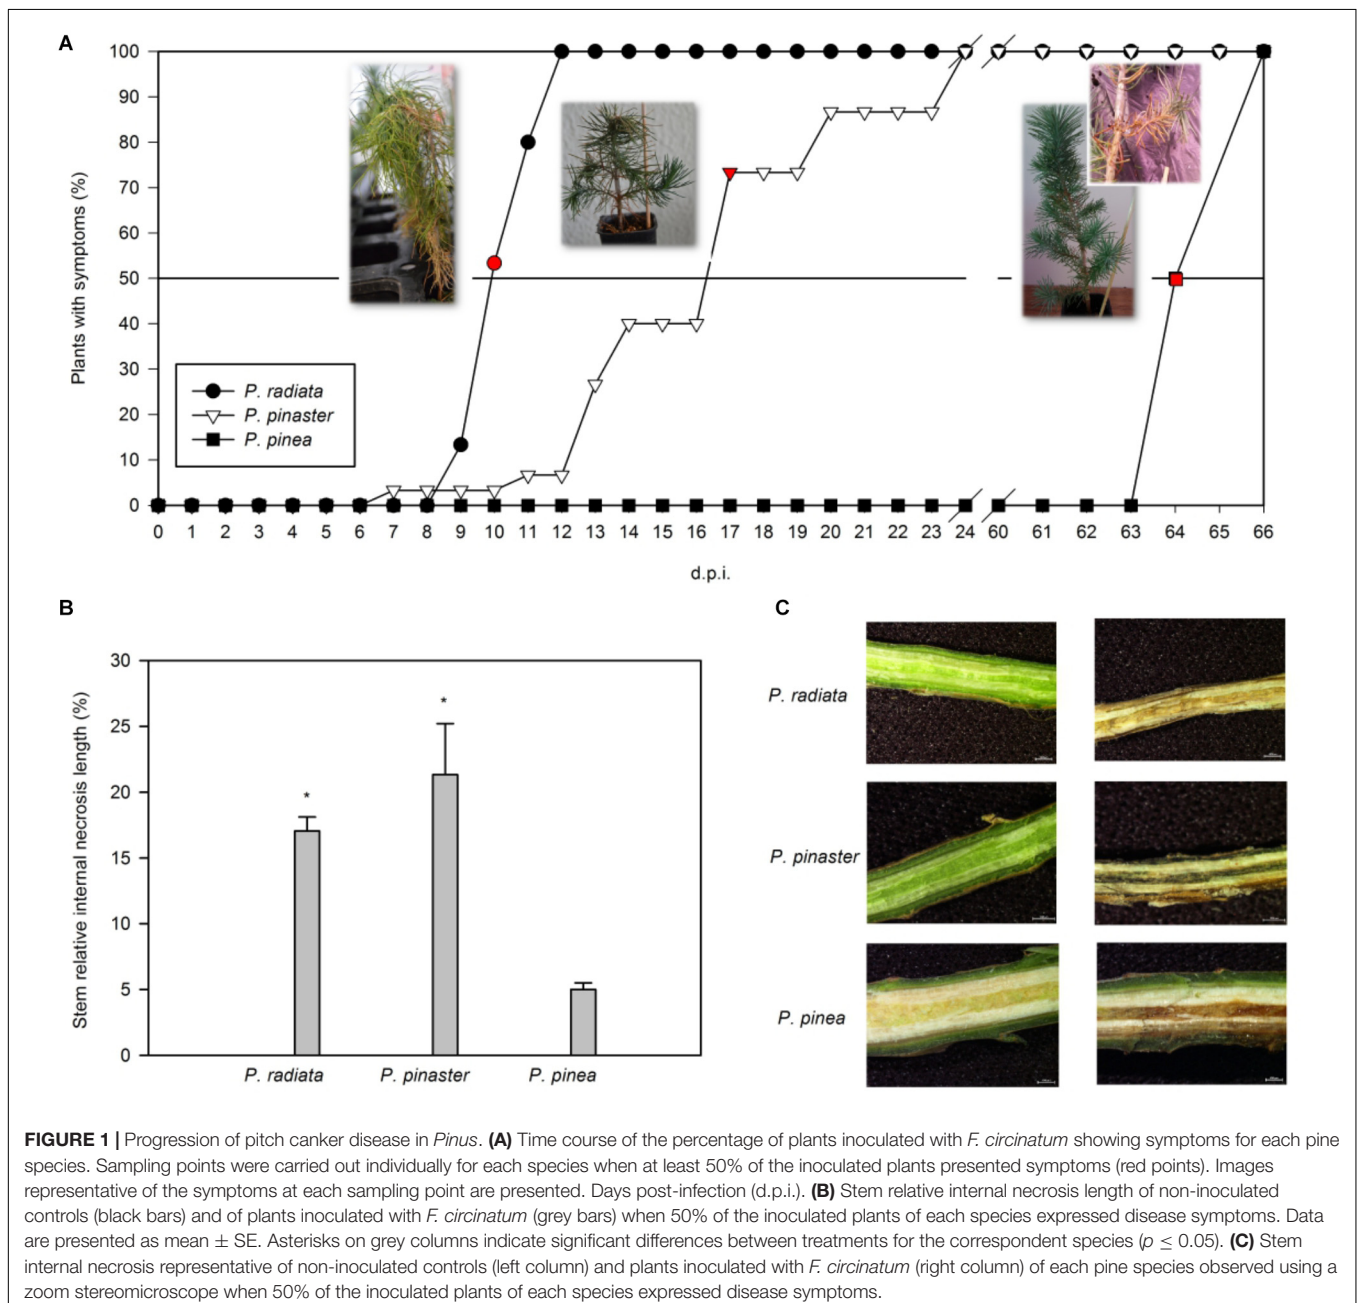 A
100
90
80
70
60
50
40
30
20
10
0
Plants with symptoms (%)
P. radiata
P. pinaster
P. pinea
0 1 2 3 4 5 6 7 8 9 10 11 12 13 14 15 16 17 18 19 20 21 22 23 24 60 61 62 63 64 65 66
d.p.i.
B
30
25
20
15
10
5
0
Stem relative internal necrosis length (%)
*
*
P. radiata P. pinaster P. pinea
C
P. radiata
P. pinaster
P. pinea
FIGURE 1 | Progression of pitch canker disease in Pinus. (A) Time course of the percentage of plants inoculated with F. circinatum showing symptoms for each pine
species. Sampling points were carried out individually for each species when at least 50% of the inoculated plants presented symptoms (red points). Images
representative of the symptoms at each sampling point are presented. Days post-infection (d.p.i.). (B) Stem relative internal necrosis length of non-inoculated
controls (black bars) and of plants inoculated with F. circinatum (grey bars) when 50% of the inoculated plants of each species expressed disease symptoms. Data
are presented as mean ± SE. Asterisks on grey columns indicate significant differences between treatments for the correspondent species (p ≤ 0.05). (C) Stem
internal necrosis representative of non-inoculated controls (left column) and plants inoculated with F. circinatum (right column) of each pine species observed using a
zoom stereomicroscope when 50% of the inoculated plants of each species expressed disease symptoms.